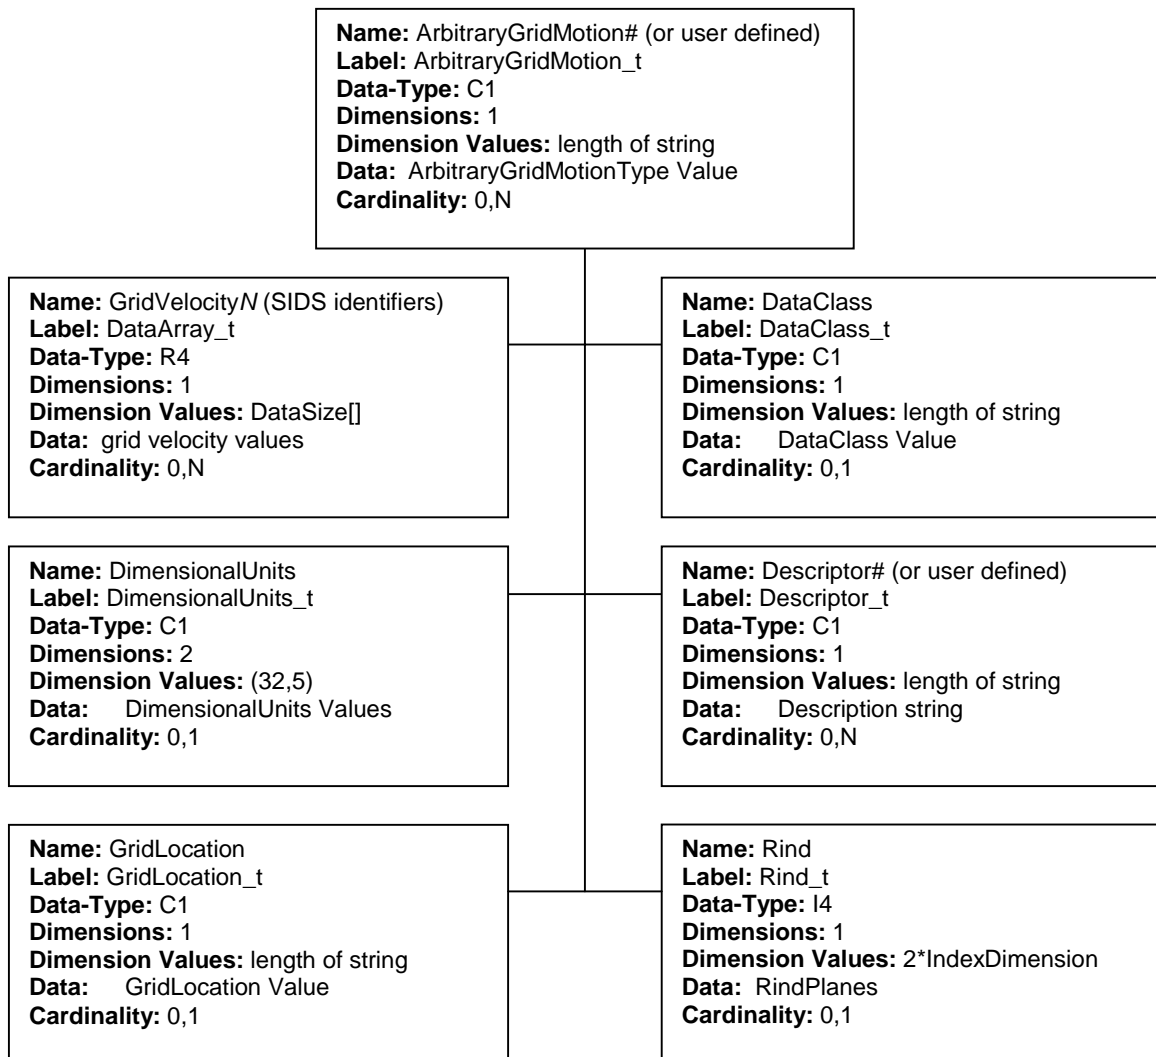 Name: ArbitraryGridMotion# (or user defined)
Label: ArbitraryGridMotion_t
Data-Type: C1
Dimensions: 1
Dimension Values: length of string
Data: ArbitraryGridMotionType Value
Cardinality: 0,N
Name: GridVelocityN (SIDS identifiers)
Label: DataArray_t
Data-Type: R4
Dimensions: 1
Dimension Values: DataSize[]
Data: grid velocity values
Cardinality: 0,N
Name: DataClass
Label: DataClass_t
Data-Type: C1
Dimensions: 1
Dimension Values: length of string
Data: DataClass Value
Cardinality: 0,1
Name: DimensionalUnits
Label: DimensionalUnits_t
Data-Type: C1
Dimensions: 2
Dimension Values: (32,5)
Data: DimensionalUnits Values
Cardinality: 0,1
Name: Descriptor# (or user defined)
Label: Descriptor_t
Data-Type: C1
Dimensions: 1
Dimension Values: length of string
Data: Description string
Cardinality: 0,N
Name: GridLocation
Label: GridLocation_t
Data-Type: C1
Dimensions: 1
Dimension Values: length of string
Data: GridLocation Value
Cardinality: 0,1
Name: Rind
Label: Rind_t
Data-Type: I4
Dimensions: 1
Dimension Values: 2*IndexDimension
Data: RindPlanes
Cardinality: 0,1